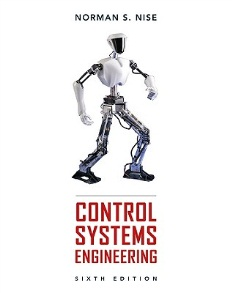 NORMAN S. NISE
CONTROL
SYSTEMS
ENGINEERING
SIXTH EDITION